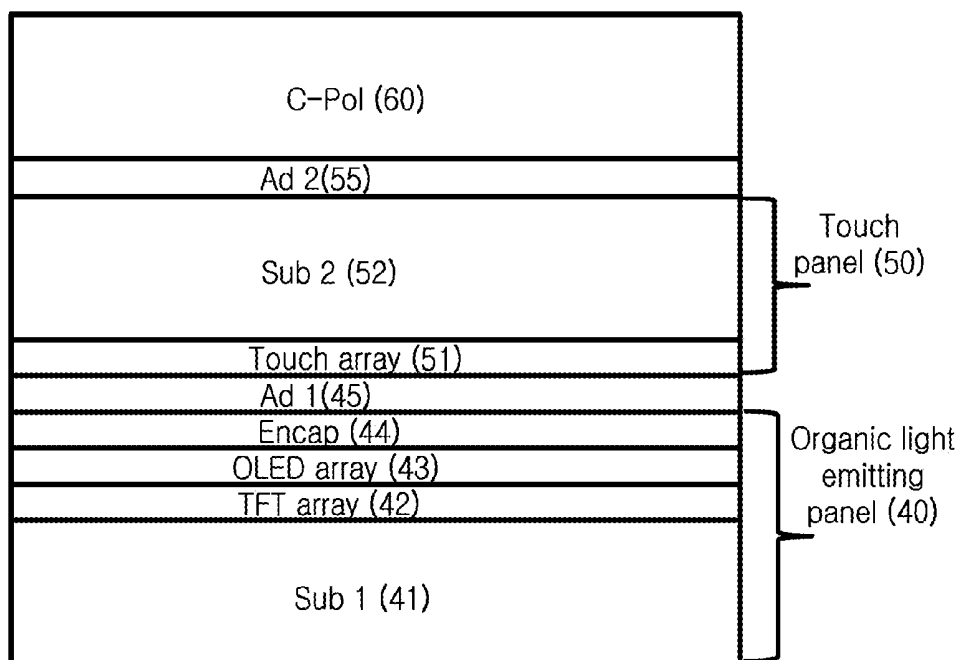 C-Pol (60)
Ad 2(55)
Sub 2 (52)
Touch array (51)
Ad 1(45)
Encap (44)
OLED array (43)
TFT array (42)
Sub 1 (41)
Touch
panel (50)
Organic light
emitting
panel (40)